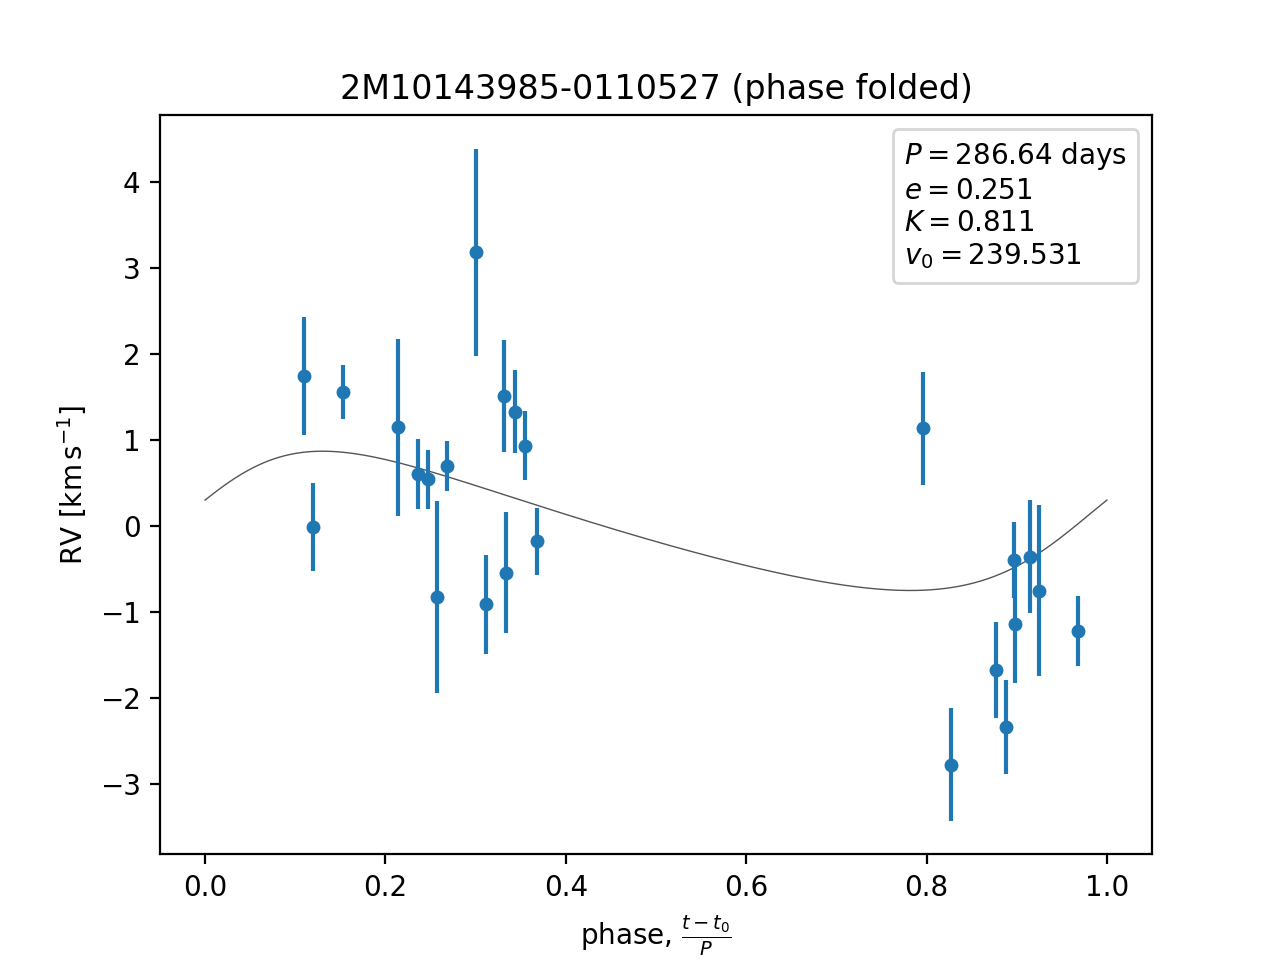 2M10143985-0110527 (phase folded)
P = 286.64 days
e = 0.251
K = 0.811
v₀ = 239.531
4
3
2
1
0
−1
−2
−3
RV [km s⁻¹]
0.0 0.2 0.4 0.6 0.8 1.0
phase, (t − t₀)/P